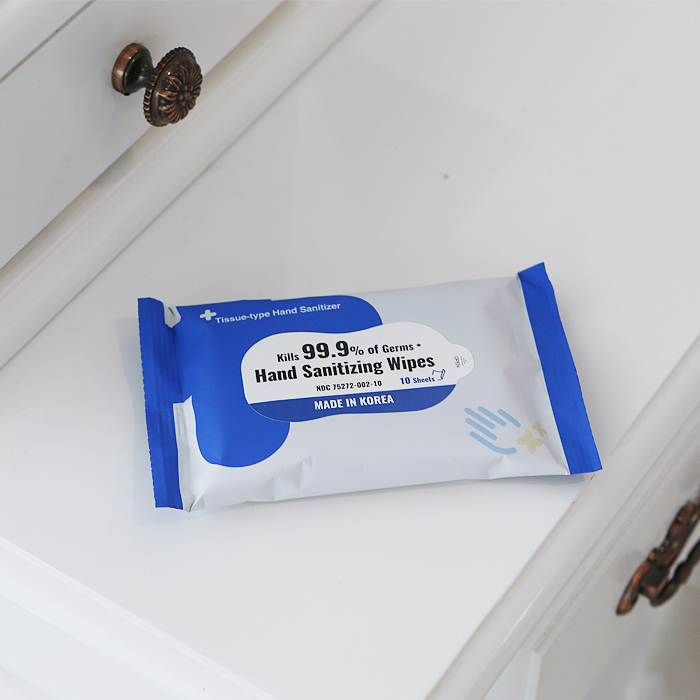 Tissue-type Hand Sanitizer
Kills 99.9% of Germs *
Hand Sanitizing Wipes
NDC 75272-002-10 10 Sheets
MADE IN KOREA
OPEN